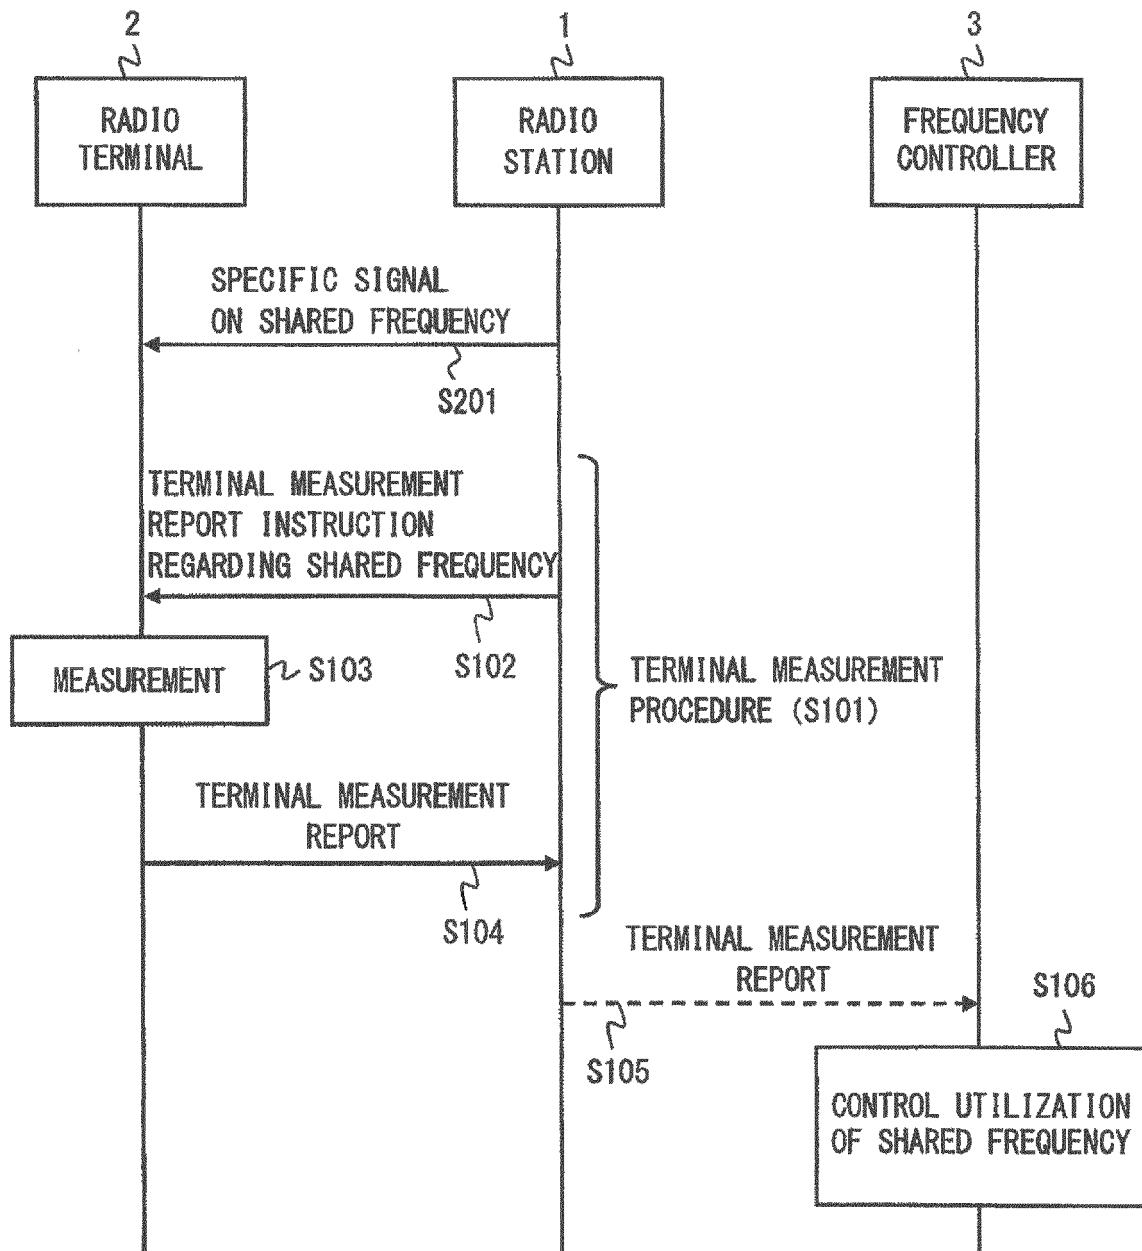 2
1
3
RADIO
TERMINAL
RADIO
STATION
FREQUENCY
CONTROLLER
SPECIFIC SIGNAL
ON SHARED FREQUENCY
S201
TERMINAL MEASUREMENT
REPORT INSTRUCTION
REGARDING SHARED FREQUENCY
S102
MEASUREMENT
S103
TERMINAL MEASUREMENT
PROCEDURE (S101)
TERMINAL MEASUREMENT
REPORT
S104
TERMINAL MEASUREMENT
REPORT
S105
S106
CONTROL UTILIZATION
OF SHARED FREQUENCY